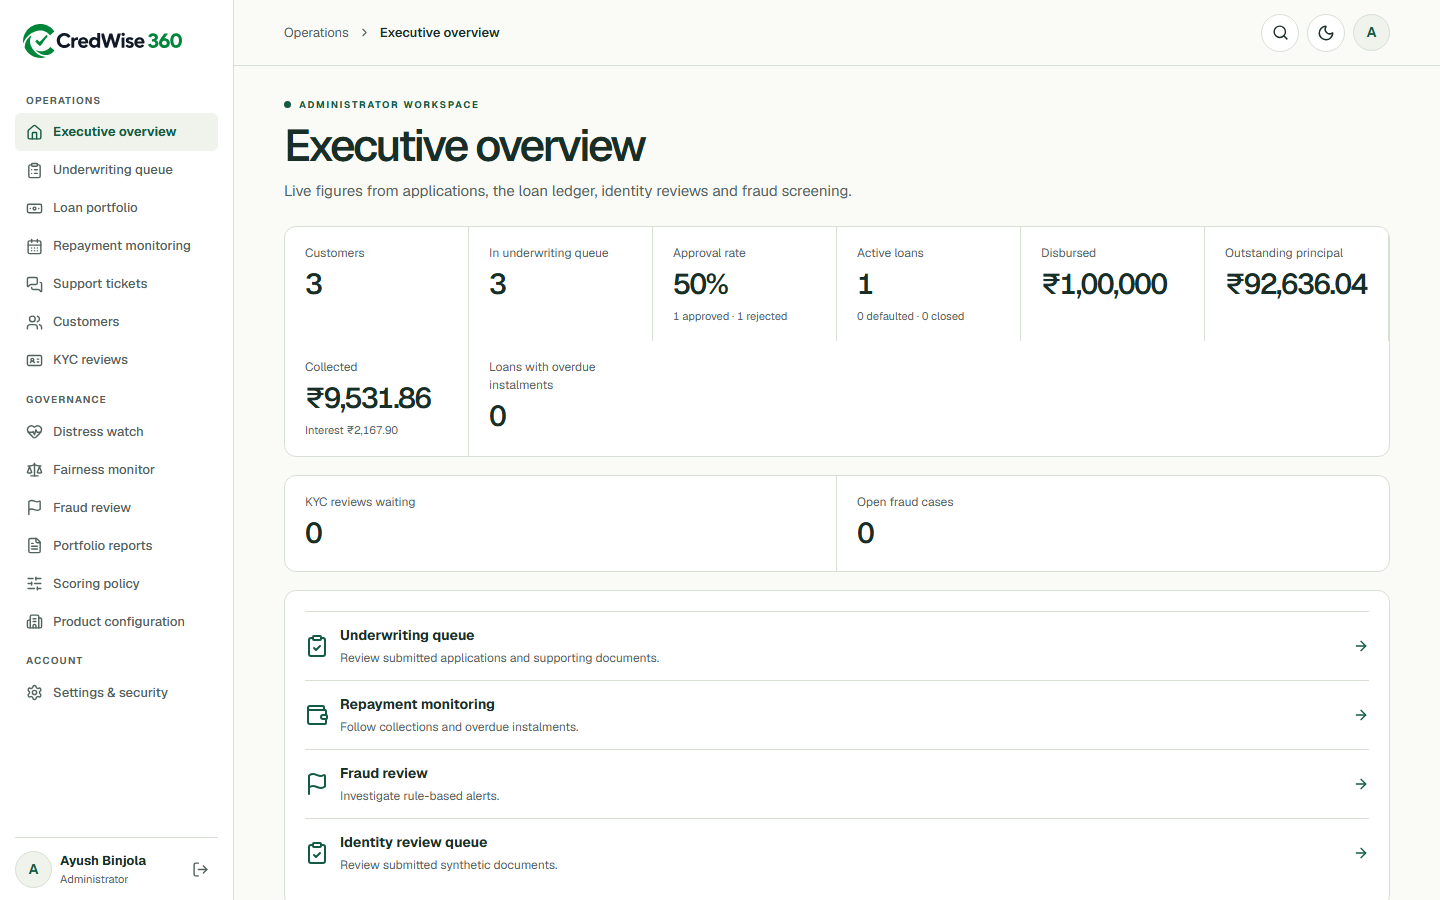 CredWise 360
Operations > Executive overview
A
OPERATIONS
Executive overview
Underwriting queue
Loan portfolio
Repayment monitoring
Support tickets
Customers
KYC reviews
GOVERNANCE
Distress watch
Fairness monitor
Fraud review
Portfolio reports
Scoring policy
Product configuration
ACCOUNT
Settings & security
A
Ayush Binjola
Administrator
ADMINISTRATOR WORKSPACE
Executive overview
Live figures from applications, the loan ledger, identity reviews and fraud screening.
Customers
3
In underwriting queue
3
Approval rate
50%
1 approved · 1 rejected
Active loans
1
0 defaulted · 0 closed
Disbursed
₹1,00,000
Outstanding principal
₹92,636.04
Collected
₹9,531.86
Interest ₹2,167.90
Loans with overdue
instalments
0
KYC reviews waiting
0
Open fraud cases
0
Underwriting queue
Review submitted applications and supporting documents.
Repayment monitoring
Follow collections and overdue instalments.
Fraud review
Investigate rule-based alerts.
Identity review queue
Review submitted synthetic documents.